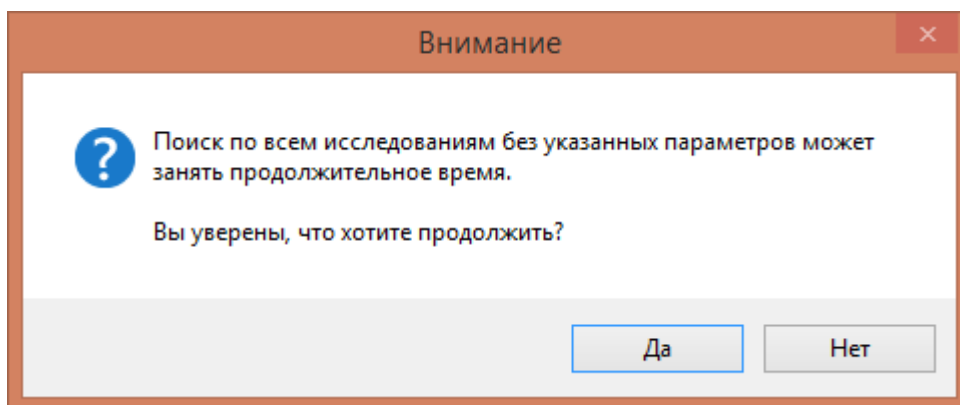 Внимание
Поиск по всем исследованиям без указанных параметров может
занять продолжительное время.
Вы уверены, что хотите продолжить?
Да
Нет